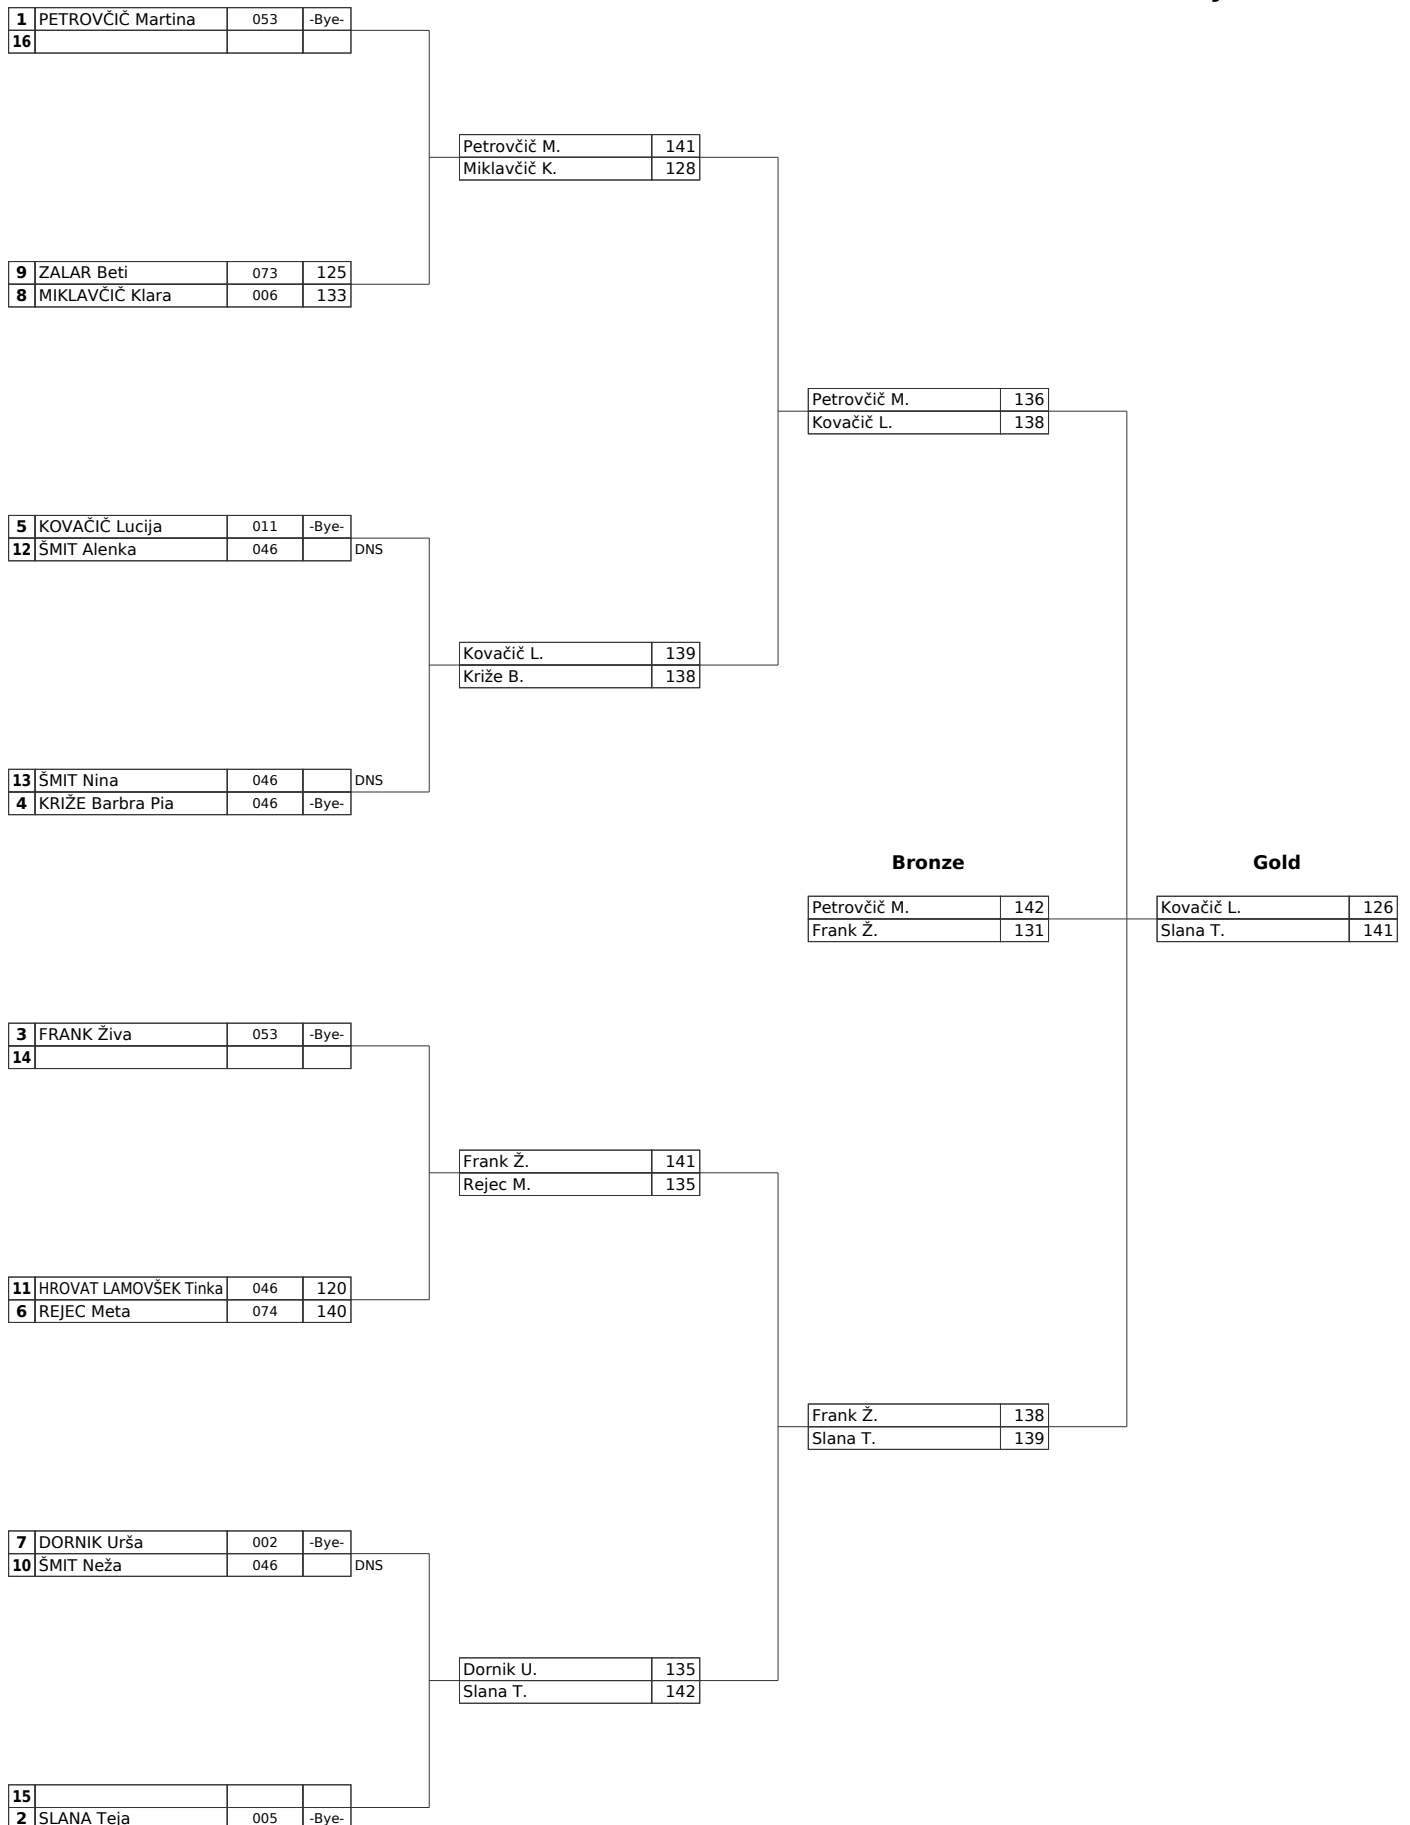 1 PETROVČIČ Martina 053 -Bye-
16
Petrovčič M. 141
Miklavčič K. 128
9 ZALAR Beti 073 125
8 MIKLAVČIČ Klara 006 133
Petrovčič M. 136
Kovačič L. 138
5 KOVAČIČ Lucija 011 -Bye-
12 ŠMIT Alenka 046 DNS
Kovačič L. 139
Križe B. 138
13 ŠMIT Nina 046 DNS
4 KRIŽE Barbra Pia 046 -Bye-
Bronze Gold
Petrovčič M. 142 Kovačič L. 126
Frank Ž. 131 Slana T. 141
3 FRANK Živa 053 -Bye-
14
Frank Ž. 141
Rejec M. 135
11 HROVAT LAMOVŠEK Tinka 046 120
6 REJEC Meta 074 140
Frank Ž. 138
Slana T. 139
7 DORNIK Urša 002 -Bye-
10 ŠMIT Neža 046 DNS
Dornik U. 135
Slana T. 142
15
2 SLANA Teja 005 -Bye-